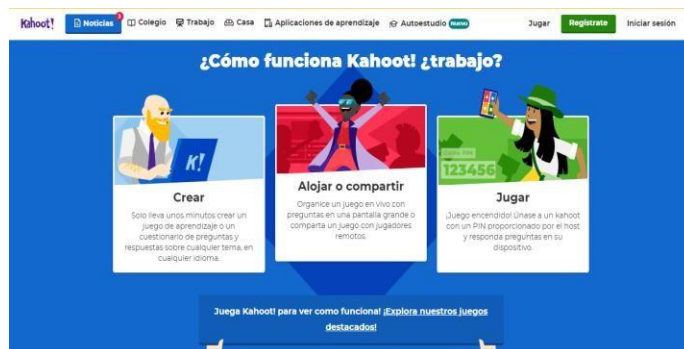 Kahoot!
3
Noticias
Colegio
Trabajo
Casa
Aplicaciones de aprendizaje
Autoestudio
Jugar
Regístrate
Iniciar sesión
¿Cómo funciona Kahoot! ¿trabajo?
K!
Crear
Solo lleva unos minutos crear un
juego de aprendizaje o un
cuestionario de preguntas y
respuestas sobre cualquier tema, en
cualquier idioma.
Alojar o compartir
Organice un juego en vivo con
preguntas en una pantalla grande o
comparta un juego con jugadores
remotos.
Game PIN
123456
Jugar
¡Juego encendido! Únase a un kahoot
con un PIN proporcionado por el host
y responda preguntas en su
dispositivo.
Juega Kahoot! para ver como funciona! ¡Explora nuestros juegos
destacados!